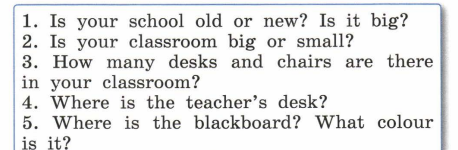 1. Is your school old or new? Is it big?
2. Is your classroom big or small?
3. How many desks and chairs are there
in your classroom?
4. Where is the teacher's desk?
5. Where is the blackboard? What colour
is it?